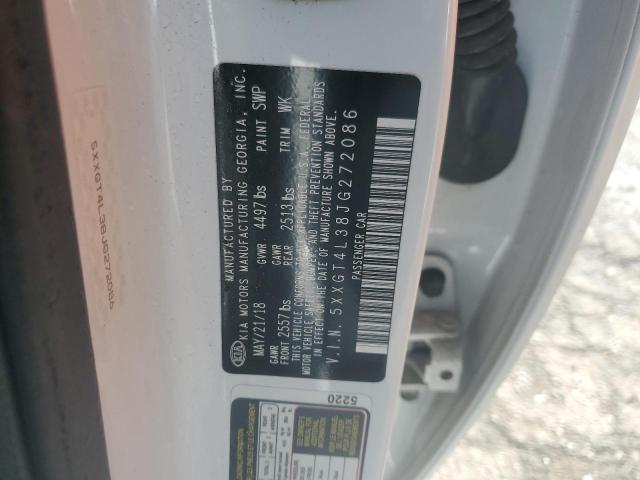 MANUFACTURED BY
KIA MOTORS MANUFACTURING GEORGIA, INC.
MAY/21/18 GVWR 4497lbs PAINT SWP
GAWR FRONT 2557lbs GAWR REAR 2513lbs TRIM WK
THIS VEHICLE CONFORMS TO ALL APPLICABLE U.S.A. FEDERAL
MOTOR VEHICLE SAFETY, BUMPER, AND THEFT PREVENTION STANDARDS
IN EFFECT ON THE DATE OF MANUFACTURE SHOWN ABOVE.
V.I.N. 5XXGT4L38JG272086
PASSENGER CAR
KIA
5XXGT4L38JG272086
5220